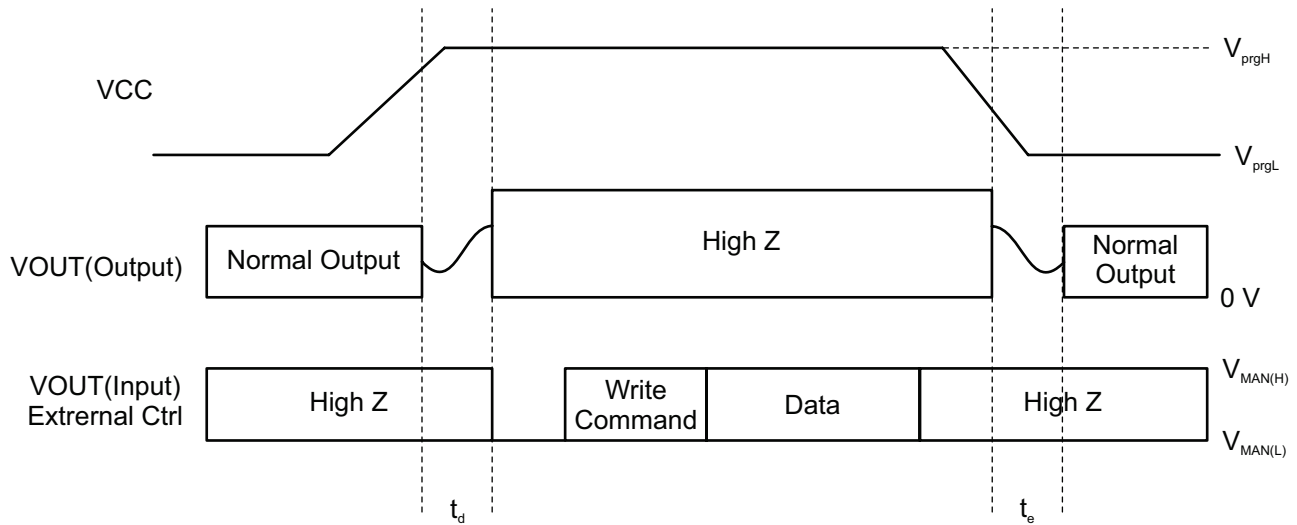 VCC
V_prgH
V_prgL
VOUT(Output)
Normal Output
High Z
Normal
Output
0 V
VOUT(Input)
Extrernal Ctrl
High Z
Write
Command
Data
High Z
V_MAN(H)
V_MAN(L)
t_d
t_e